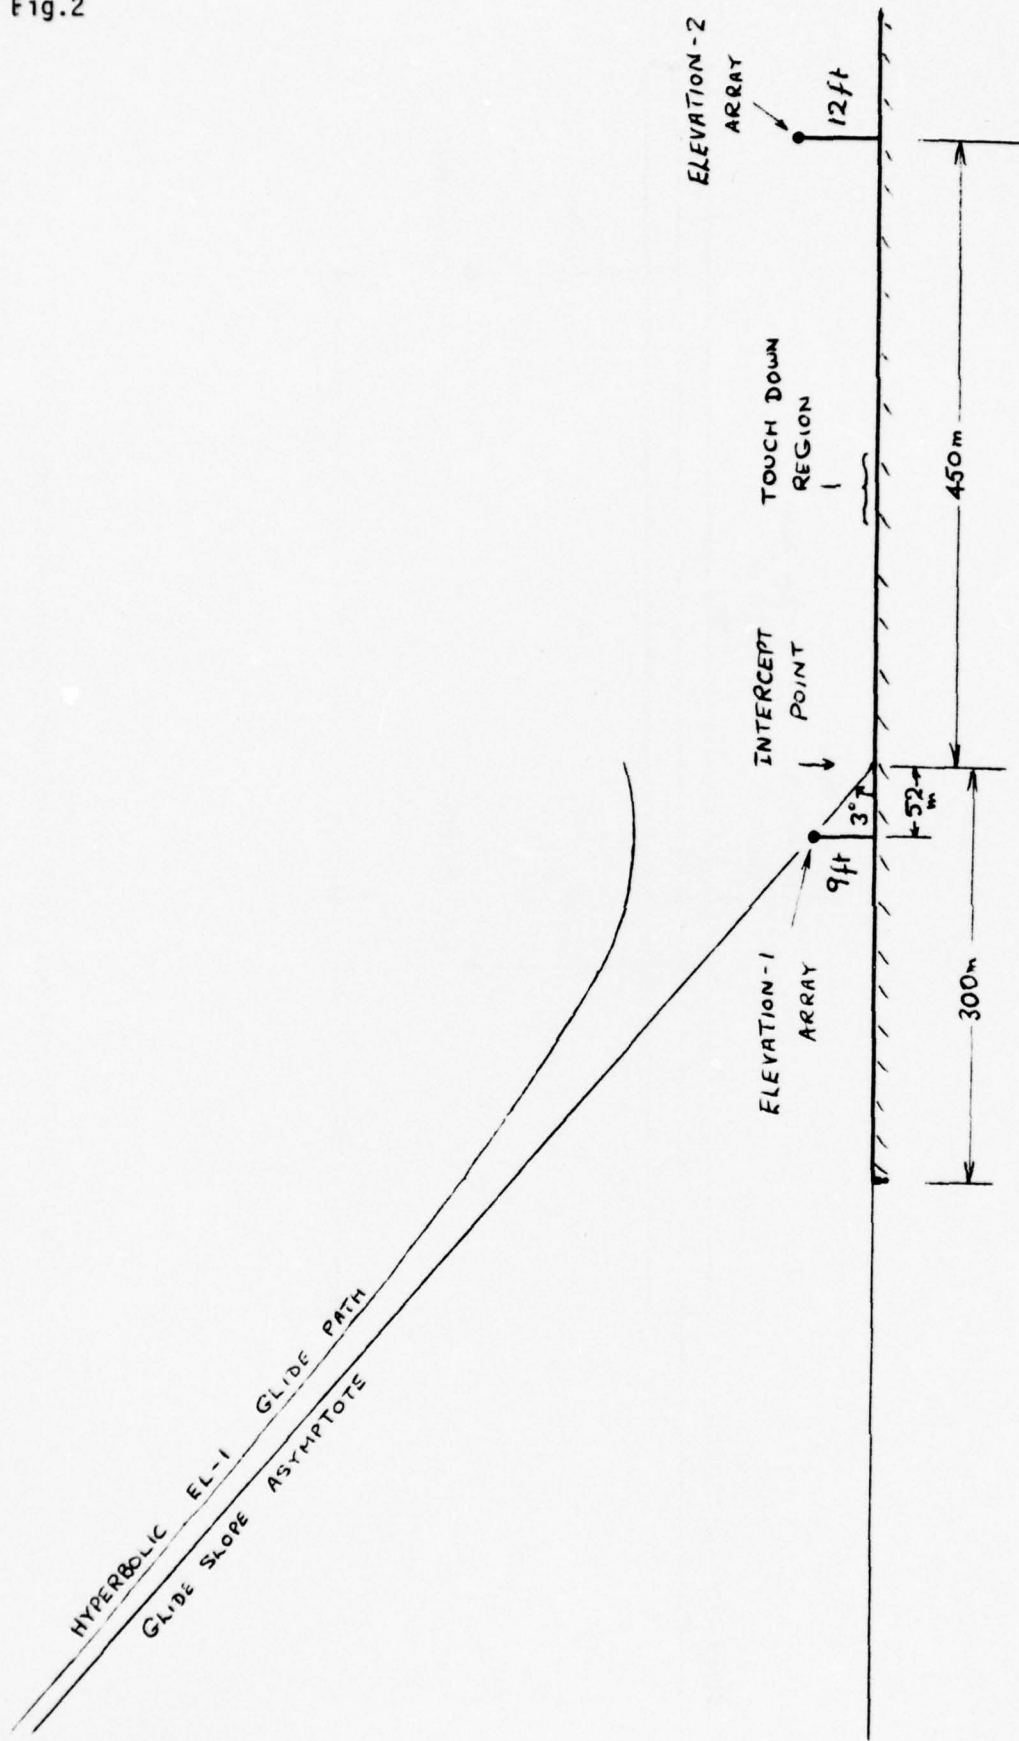 Fig.2
HYPERBOLIC EL-1 GLIDE PATH
GLIDE SLOPE ASYMPTOTE
ELEVATION-1
ARRAY
9ft
3°
INTERCEPT
POINT
TOUCH DOWN
REGION
ELEVATION-2
ARRAY
12ft
52
m
300m
450m